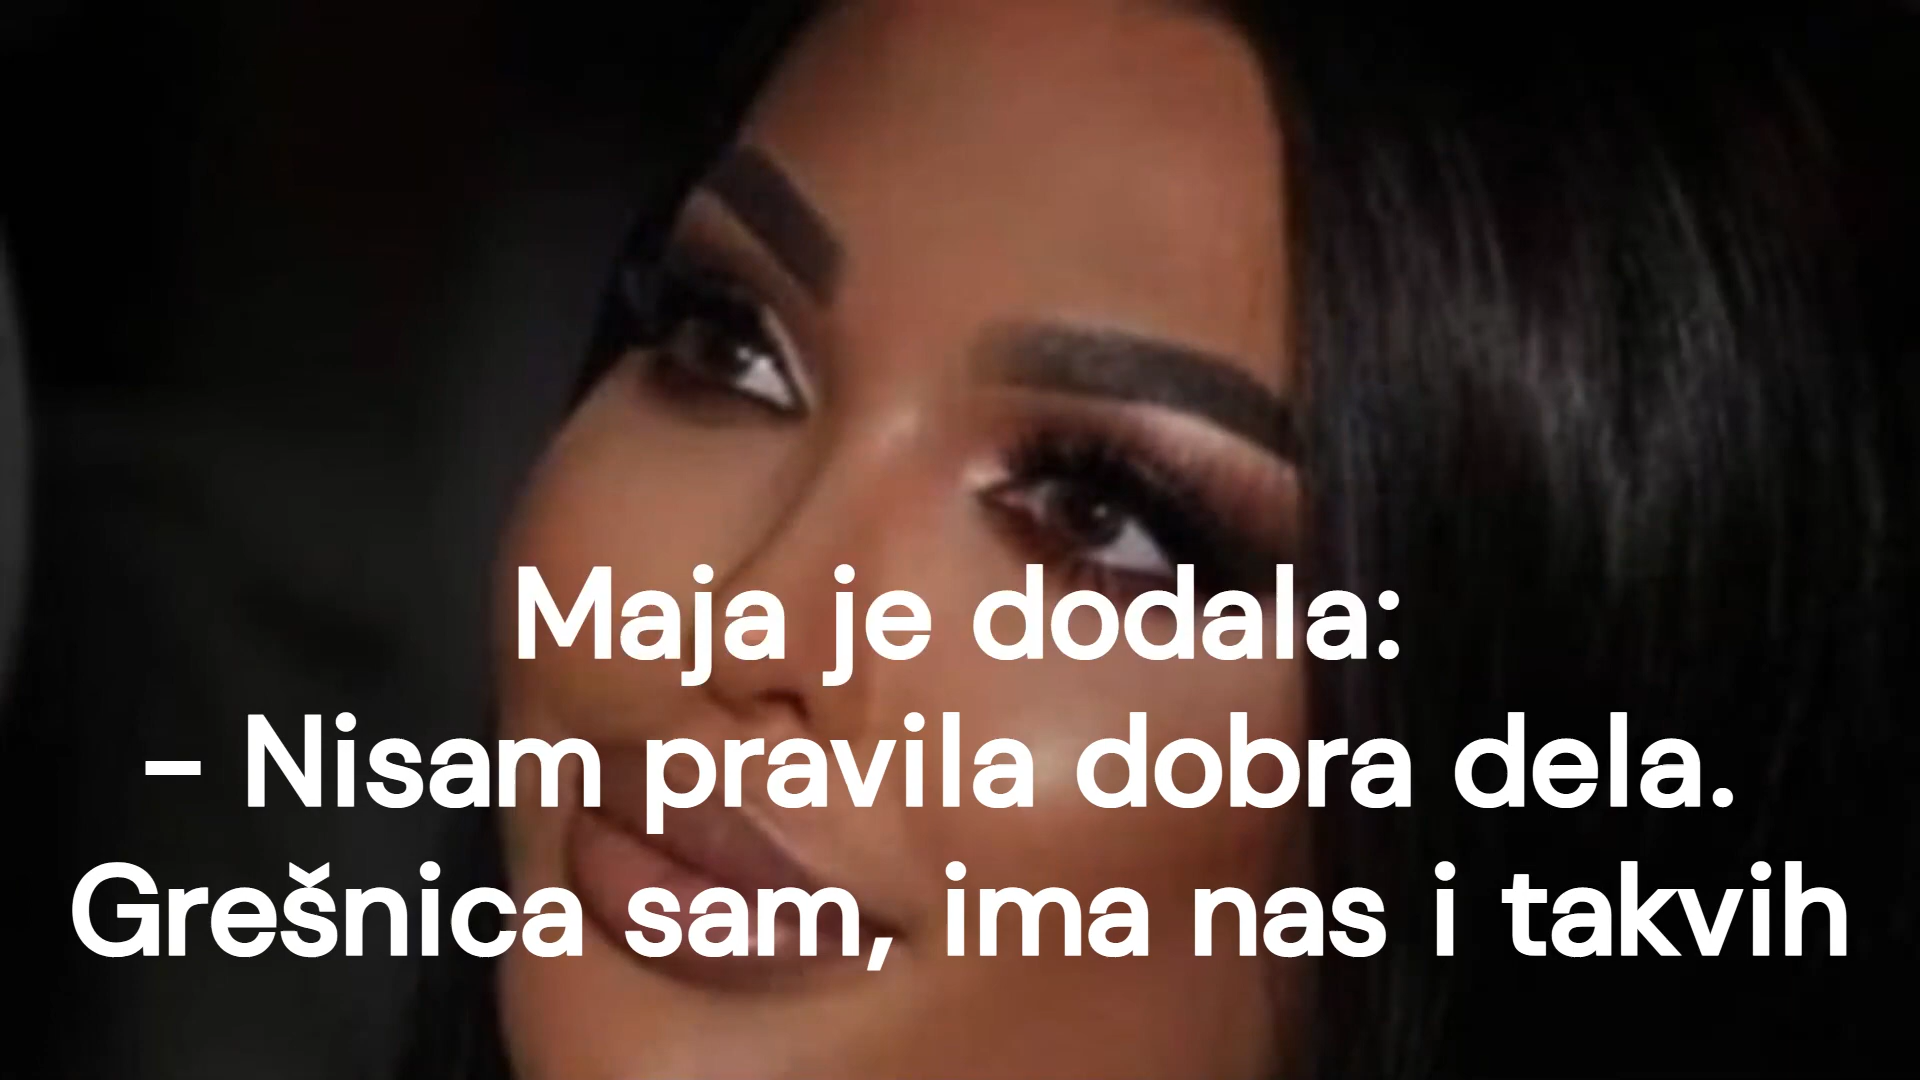 Maja je dodala:
– Nisam pravila dobra dela.
Grešnica sam, ima nas i takvih